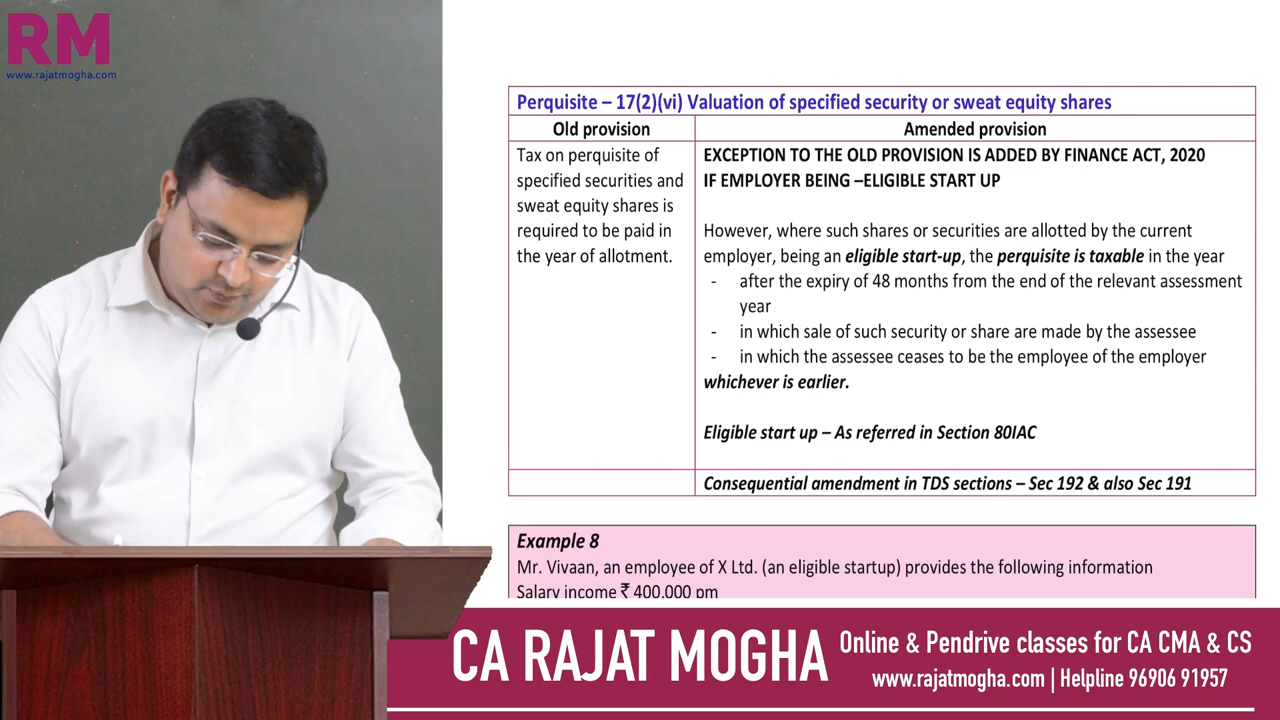 RM
www.rajatmogha.com
Perquisite – 17(2)(vi) Valuation of specified security or sweat equity shares
Old provision
Amended provision
Tax on perquisite of
specified securities and
sweat equity shares is
required to be paid in
the year of allotment.
EXCEPTION TO THE OLD PROVISION IS ADDED BY FINANCE ACT, 2020
IF EMPLOYER BEING –ELIGIBLE START UP
However, where such shares or securities are allotted by the current
employer, being an eligible start-up, the perquisite is taxable in the year
- after the expiry of 48 months from the end of the relevant assessment
year
- in which sale of such security or share are made by the assessee
- in which the assessee ceases to be the employee of the employer
whichever is earlier.
Eligible start up – As referred in Section 80IAC
Consequential amendment in TDS sections – Sec 192 & also Sec 191
Example 8
Mr. Vivaan, an employee of X Ltd. (an eligible startup) provides the following information
Salary income ₹ 400,000 pm
CA RAJAT MOGHA
Online & Pendrive classes for CA CMA & CS
www.rajatmogha.com | Helpline 96906 91957